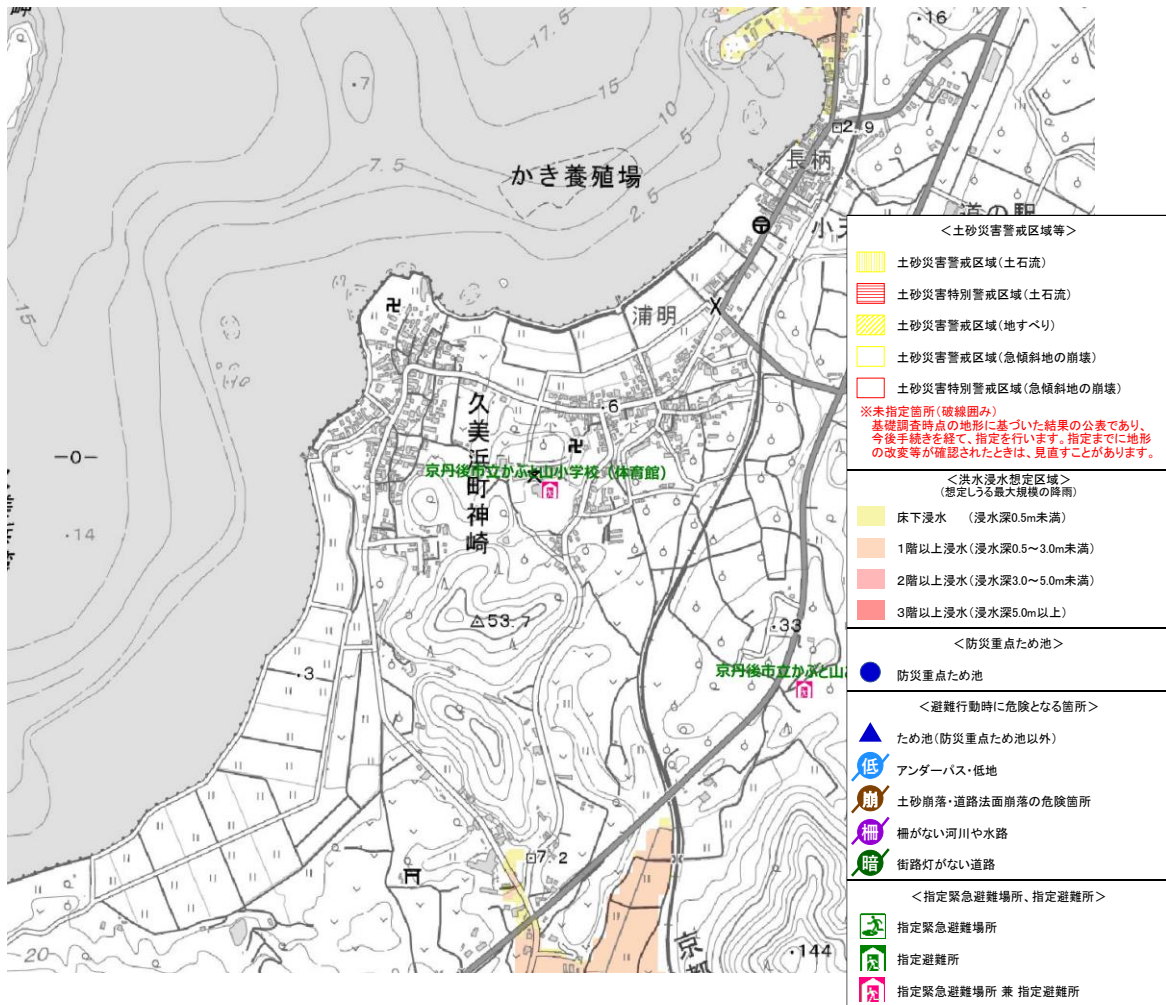 岬
・16
17.5
・7
15
10
5
7.5
2.5
2.9
長柄
かき養殖場
道の駅
小天
浦明
15
6
久美浜町神崎
-0-
・14
京丹後市立かぶと山小学校（体育館）
53.7
・33
京丹後市立かぶと山こ
・3
7.2
20
・144
京都
＜土砂災害警戒区域等＞
土砂災害警戒区域（土石流）
土砂災害特別警戒区域（土石流）
土砂災害警戒区域（地すべり）
土砂災害警戒区域（急傾斜地の崩壊）
土砂災害特別警戒区域（急傾斜地の崩壊）
※未指定箇所（破線囲み）
基礎調査時点の地形に基づいた結果の公表であり、
今後手続きを経て、指定を行います。指定までに地形
の改変等が確認されたときは、見直すことがあります。
＜洪水浸水想定区域＞
（想定しうる最大規模の降雨）
床下浸水　（浸水深0.5m未満）
1階以上浸水（浸水深0.5～3.0m未満）
2階以上浸水（浸水深3.0～5.0m未満）
3階以上浸水（浸水深5.0m以上）
＜防災重点ため池＞
防災重点ため池
＜避難行動時に危険となる箇所＞
ため池（防災重点ため池以外）
低 アンダーパス・低地
崩 土砂崩落・道路法面崩落の危険箇所
柵 柵がない河川や水路
暗 街路灯がない道路
＜指定緊急避難場所、指定避難所＞
指定緊急避難場所
指定避難所
指定緊急避難場所 兼 指定避難所